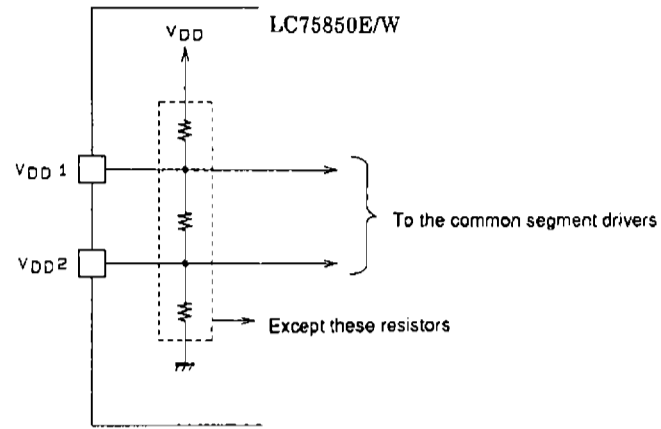 LC75850E/W
VDD
VDD 1
To the common segment drivers
VDD2
Except these resistors